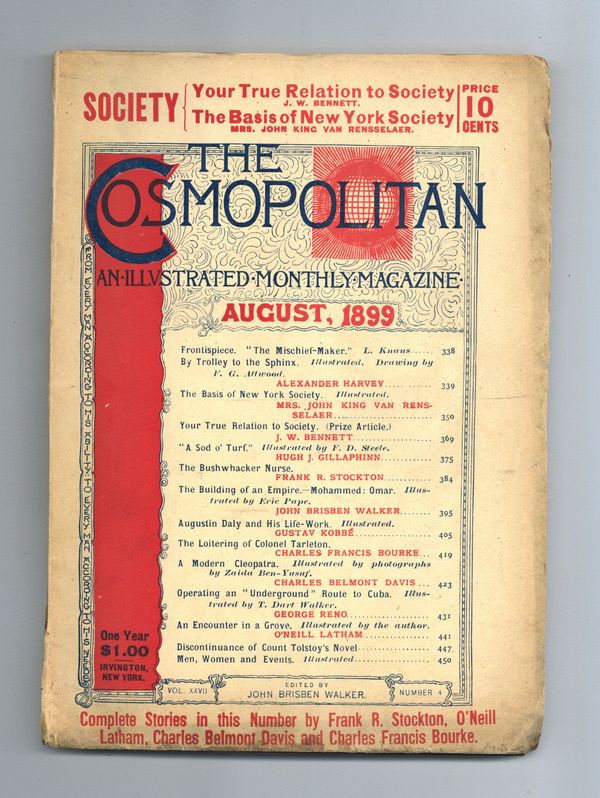 SOCIETY
Your True Relation to Society
J. W. BENNETT.
The Basis of New York Society
MRS. JOHN KING VAN RENSSELAER.
PRICE
10
CENTS
THE
COSMOPOLITAN
AN·ILLVSTRATED·MONTHLY·MAGAZINE·
AUGUST, 1899
FROM EVERY MAN ACCORDING TO HIS ABILITY: TO EVERY MAN ACCORDING TO HIS NEEDS
Frontispiece. "The Mischief-Maker." L. Knaus...... 338
By Trolley to the Sphinx. Illustrated. Drawing by
F. G. Attwood.
ALEXANDER HARVEY.......... 339
The Basis of New York Society. Illustrated.
MRS. JOHN KING VAN RENS-
SELAER.................... 350
Your True Relation to Society. (Prize Article.)
J. W. BENNETT.................... 369
"A Sod o' Turf." Illustrated by F. D. Steele.
HUGH J. GILLAPHINN........... 375
The Bushwhacker Nurse.
FRANK R. STOCKTON........... 384
The Building of an Empire.—Mohammed: Omar. Illus-
trated by Eric Pape.
JOHN BRISBEN WALKER....... 395
Augustin Daly and His Life-Work. Illustrated.
GUSTAV KOBBÉ................. 405
The Loitering of Colonel Tarleton.
CHARLES FRANCIS BOURKE... 419
A Modern Cleopatra. Illustrated by photographs
by Zaida Ben-Yusuf.
CHARLES BELMONT DAVIS ... 423
Operating an "Underground" Route to Cuba. Illus-
trated by T. Dart Walker.
GEORGE RENO................. 431
An Encounter in a Grove. Illustrated by the author.
O'NEILL LATHAM................ 441
Discontinuance of Count Tolstoy's Novel........... 447
Men, Women and Events. Illustrated............. 450
One Year
$1.00
IRVINGTON,
NEW YORK.
VOL. XXVII
EDITED BY
JOHN BRISBEN WALKER.
NUMBER 4
Complete Stories in this Number by Frank R. Stockton, O'Neill
Latham, Charles Belmont Davis and Charles Francis Bourke.